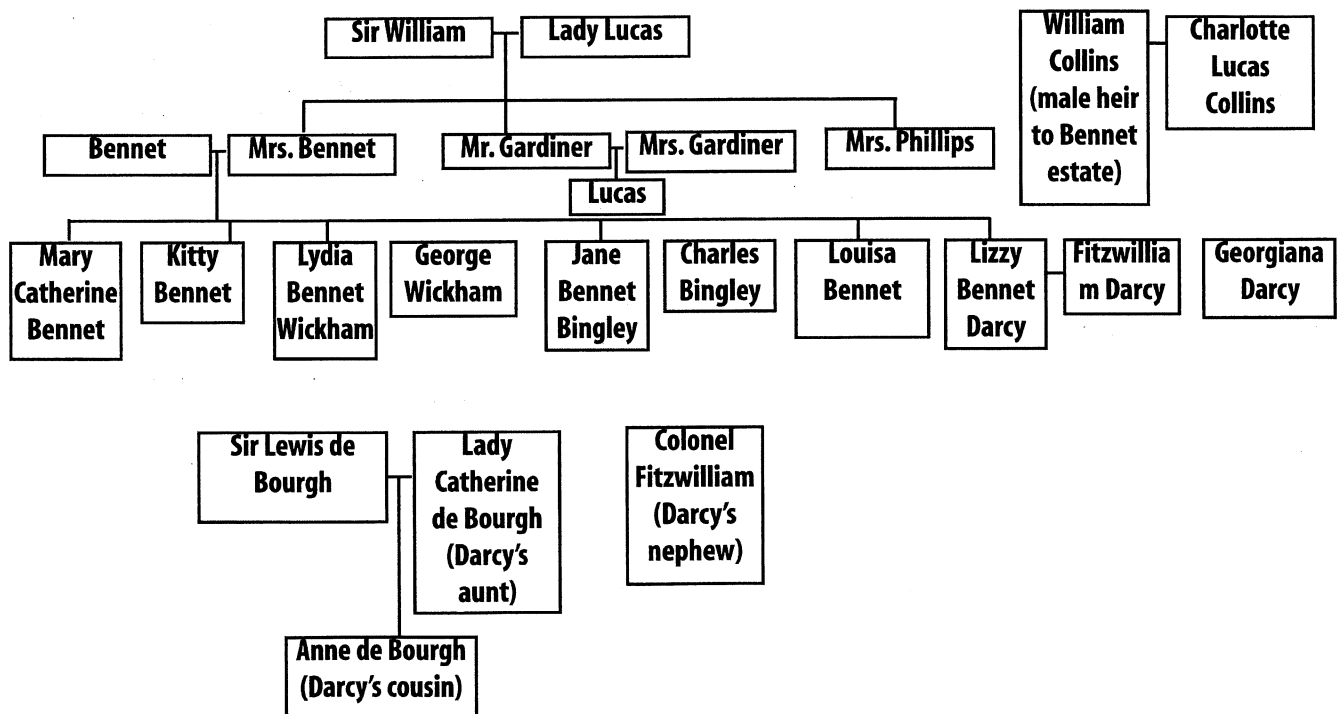 Sir William
Lady Lucas
William
Collins
(male heir
to Bennet
estate)
Charlotte
Lucas
Collins
Bennet
Mrs. Bennet
Mr. Gardiner
Mrs. Gardiner
Mrs. Phillips
Lucas
Mary
Catherine
Bennet
Kitty
Bennet
Lydia
Bennet
Wickham
George
Wickham
Jane
Bennet
Bingley
Charles
Bingley
Louisa
Bennet
Lizzy
Bennet
Darcy
Fitzwillia
m Darcy
Georgiana
Darcy
Sir Lewis de
Bourgh
Lady
Catherine
de Bourgh
(Darcy's
aunt)
Colonel
Fitzwilliam
(Darcy's
nephew)
Anne de Bourgh
(Darcy's cousin)